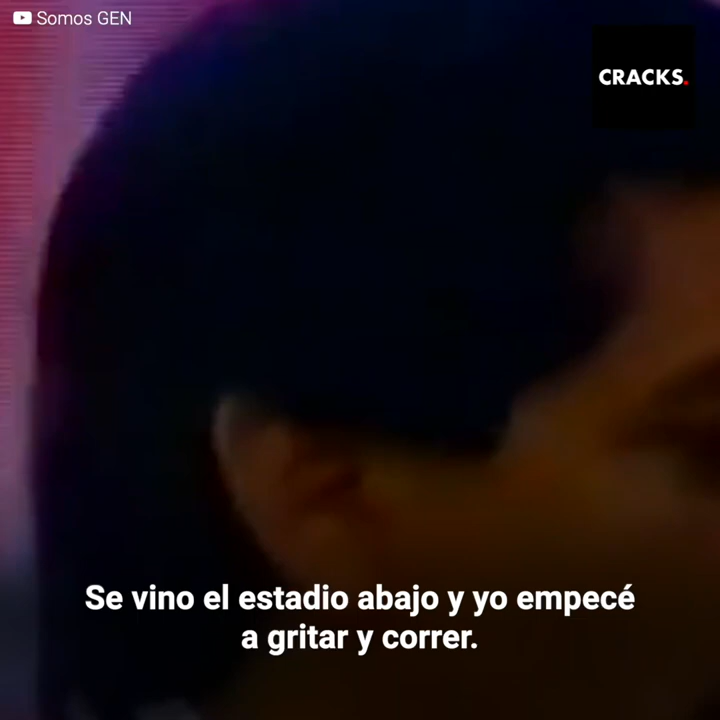 Somos GEN
CRACKS.
Se vino el estadio abajo y yo empecé
a gritar y correr.